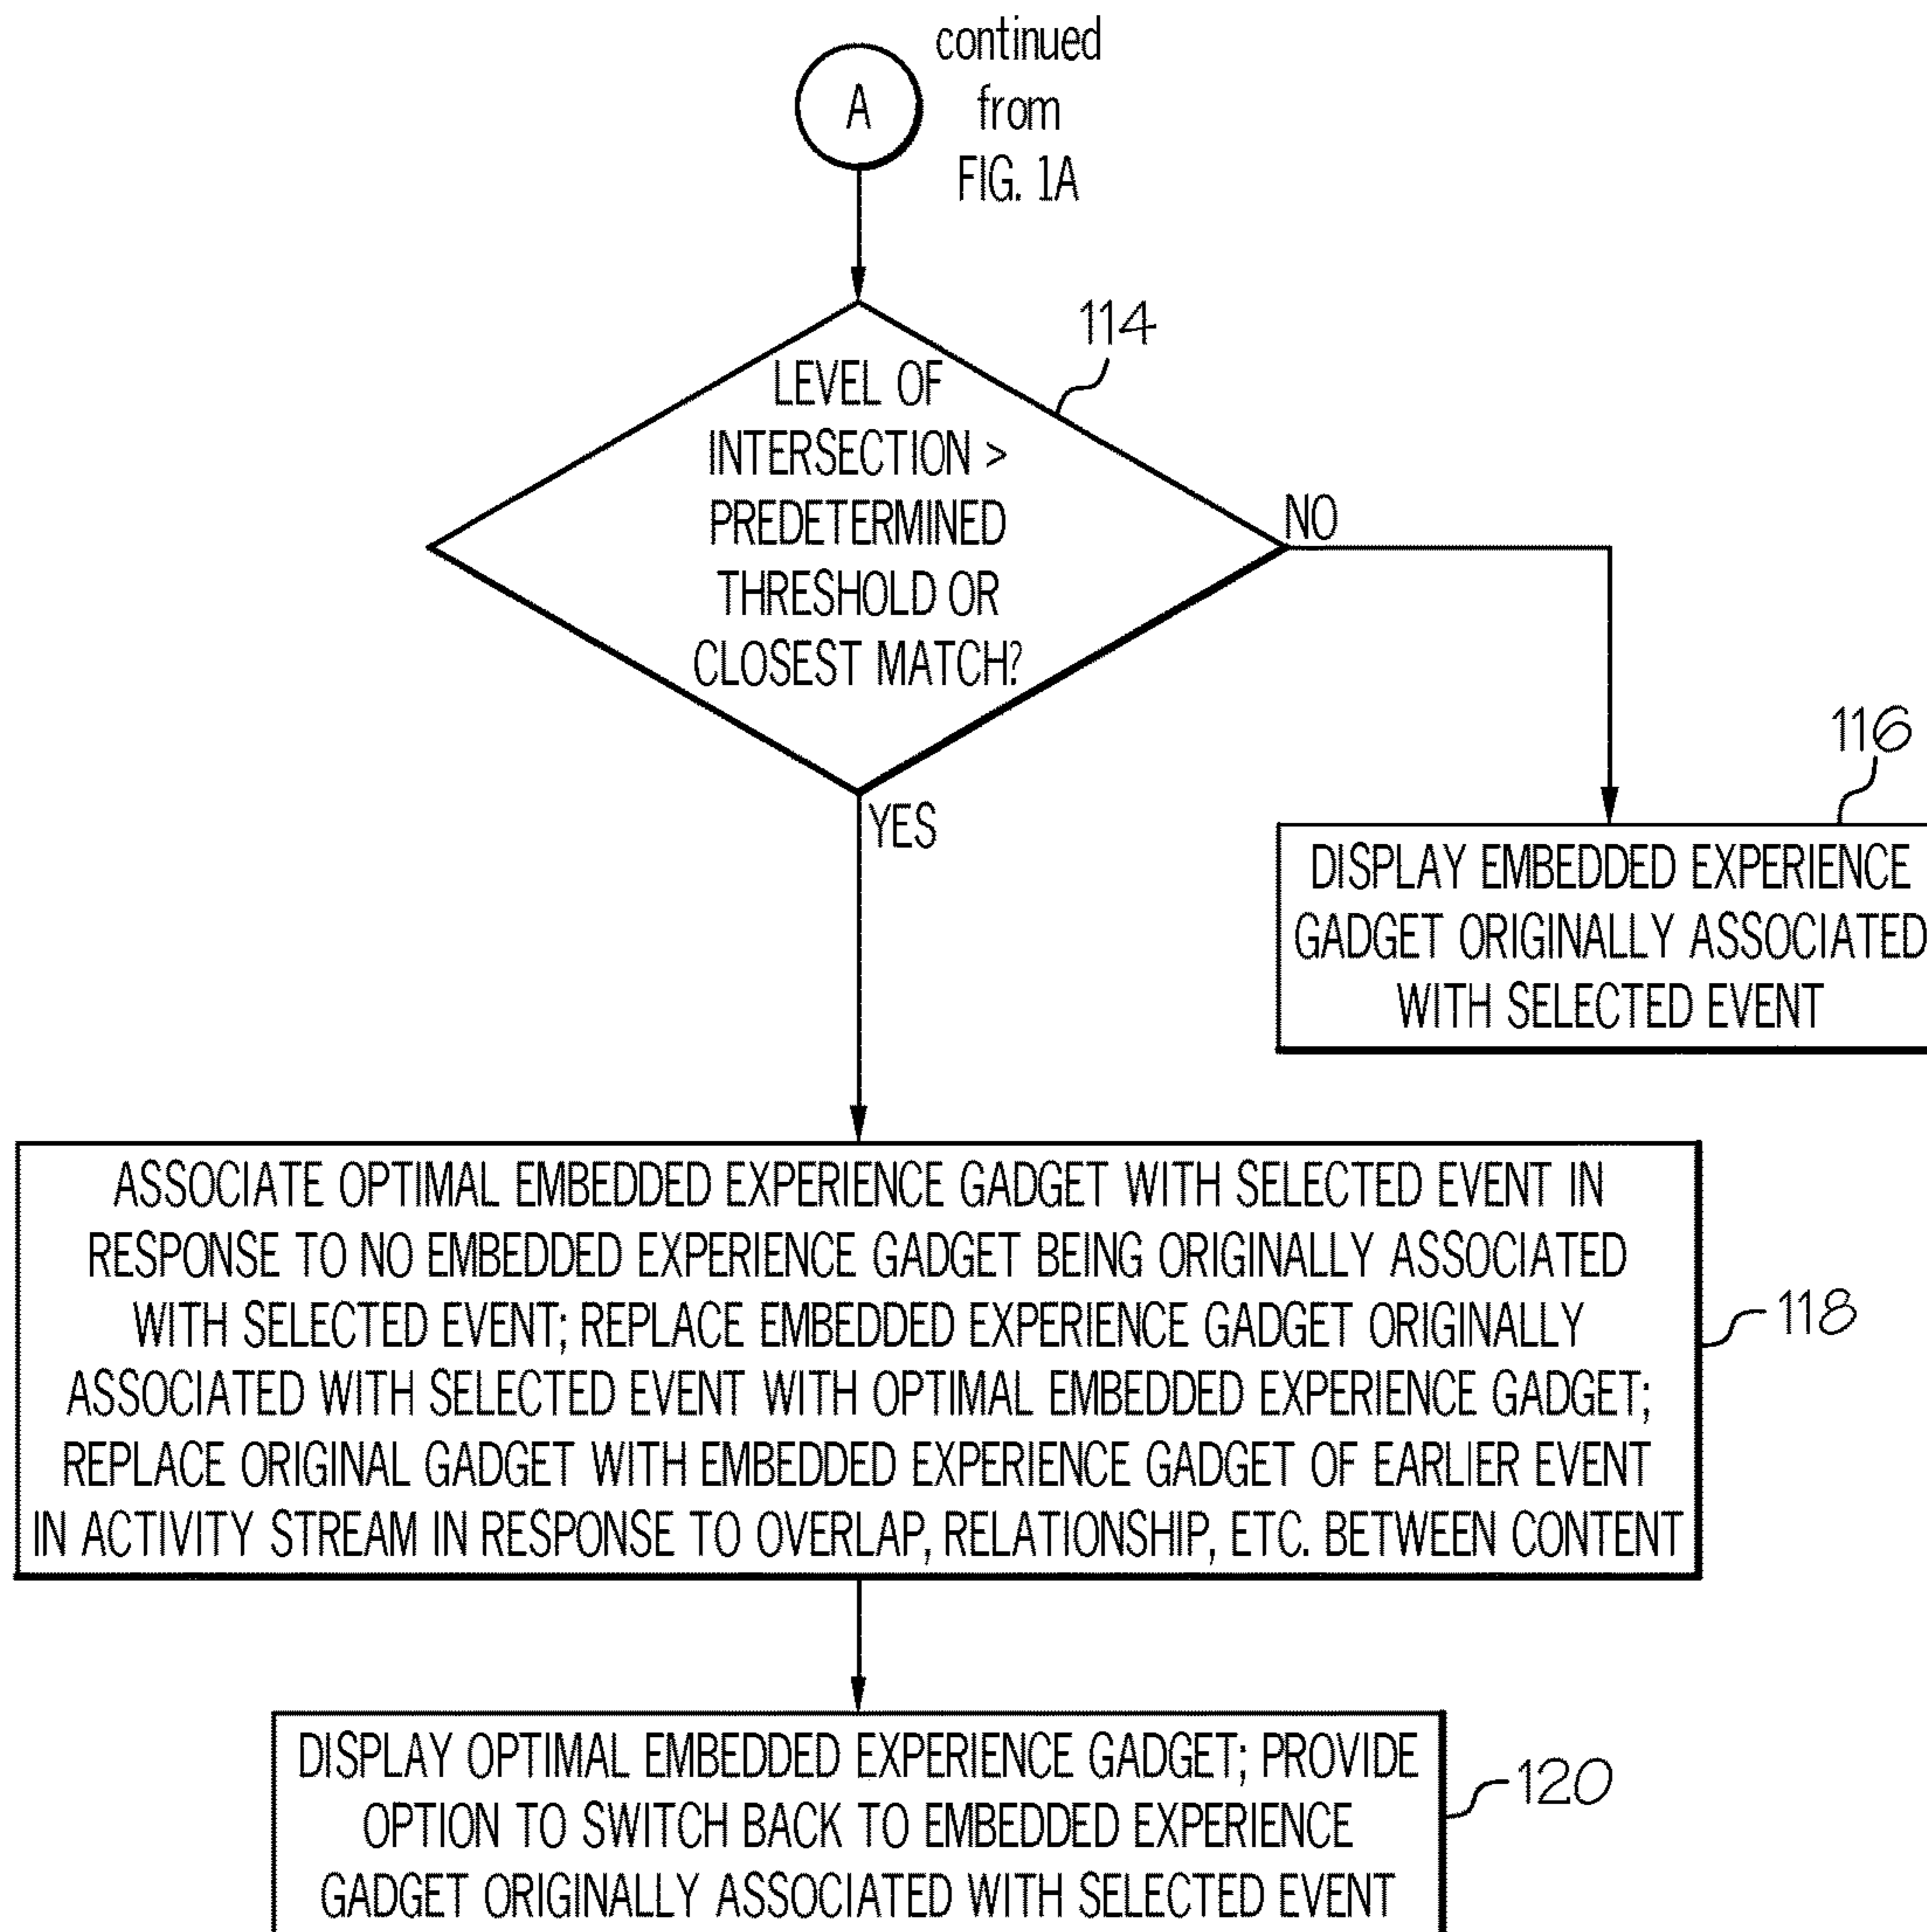 continued
from
FIG. 1A
A
114
LEVEL OF
INTERSECTION >
PREDETERMINED
THRESHOLD OR
CLOSEST MATCH?
NO
YES
116
DISPLAY EMBEDDED EXPERIENCE
GADGET ORIGINALLY ASSOCIATED
WITH SELECTED EVENT
ASSOCIATE OPTIMAL EMBEDDED EXPERIENCE GADGET WITH SELECTED EVENT IN
RESPONSE TO NO EMBEDDED EXPERIENCE GADGET BEING ORIGINALLY ASSOCIATED
WITH SELECTED EVENT; REPLACE EMBEDDED EXPERIENCE GADGET ORIGINALLY
ASSOCIATED WITH SELECTED EVENT WITH OPTIMAL EMBEDDED EXPERIENCE GADGET;
REPLACE ORIGINAL GADGET WITH EMBEDDED EXPERIENCE GADGET OF EARLIER EVENT
IN ACTIVITY STREAM IN RESPONSE TO OVERLAP, RELATIONSHIP, ETC. BETWEEN CONTENT
118
DISPLAY OPTIMAL EMBEDDED EXPERIENCE GADGET; PROVIDE
OPTION TO SWITCH BACK TO EMBEDDED EXPERIENCE
GADGET ORIGINALLY ASSOCIATED WITH SELECTED EVENT
120